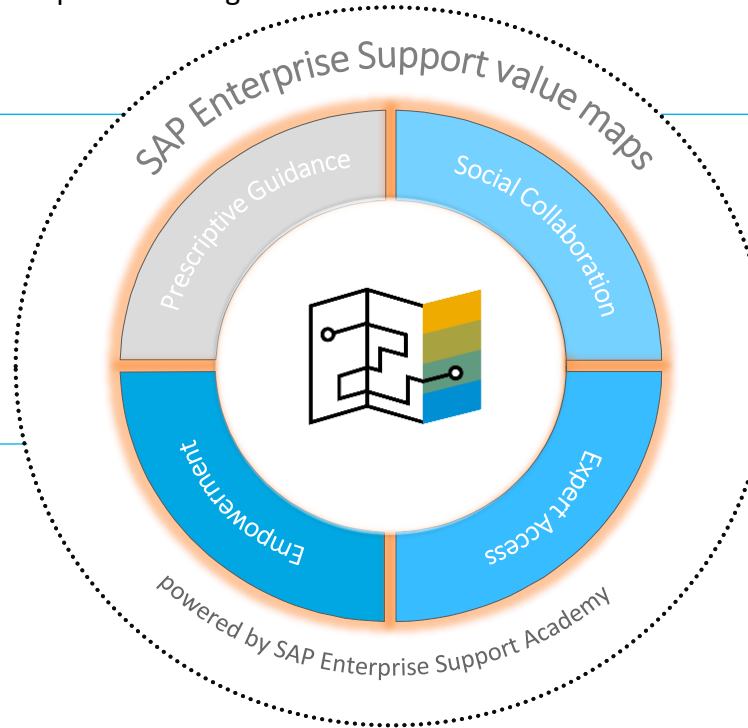 SAP Enterprise Support value maps
Prescriptive Guidance
Social Collaboration
Empowerment
Expert Access
powered by SAP Enterprise Support Academy